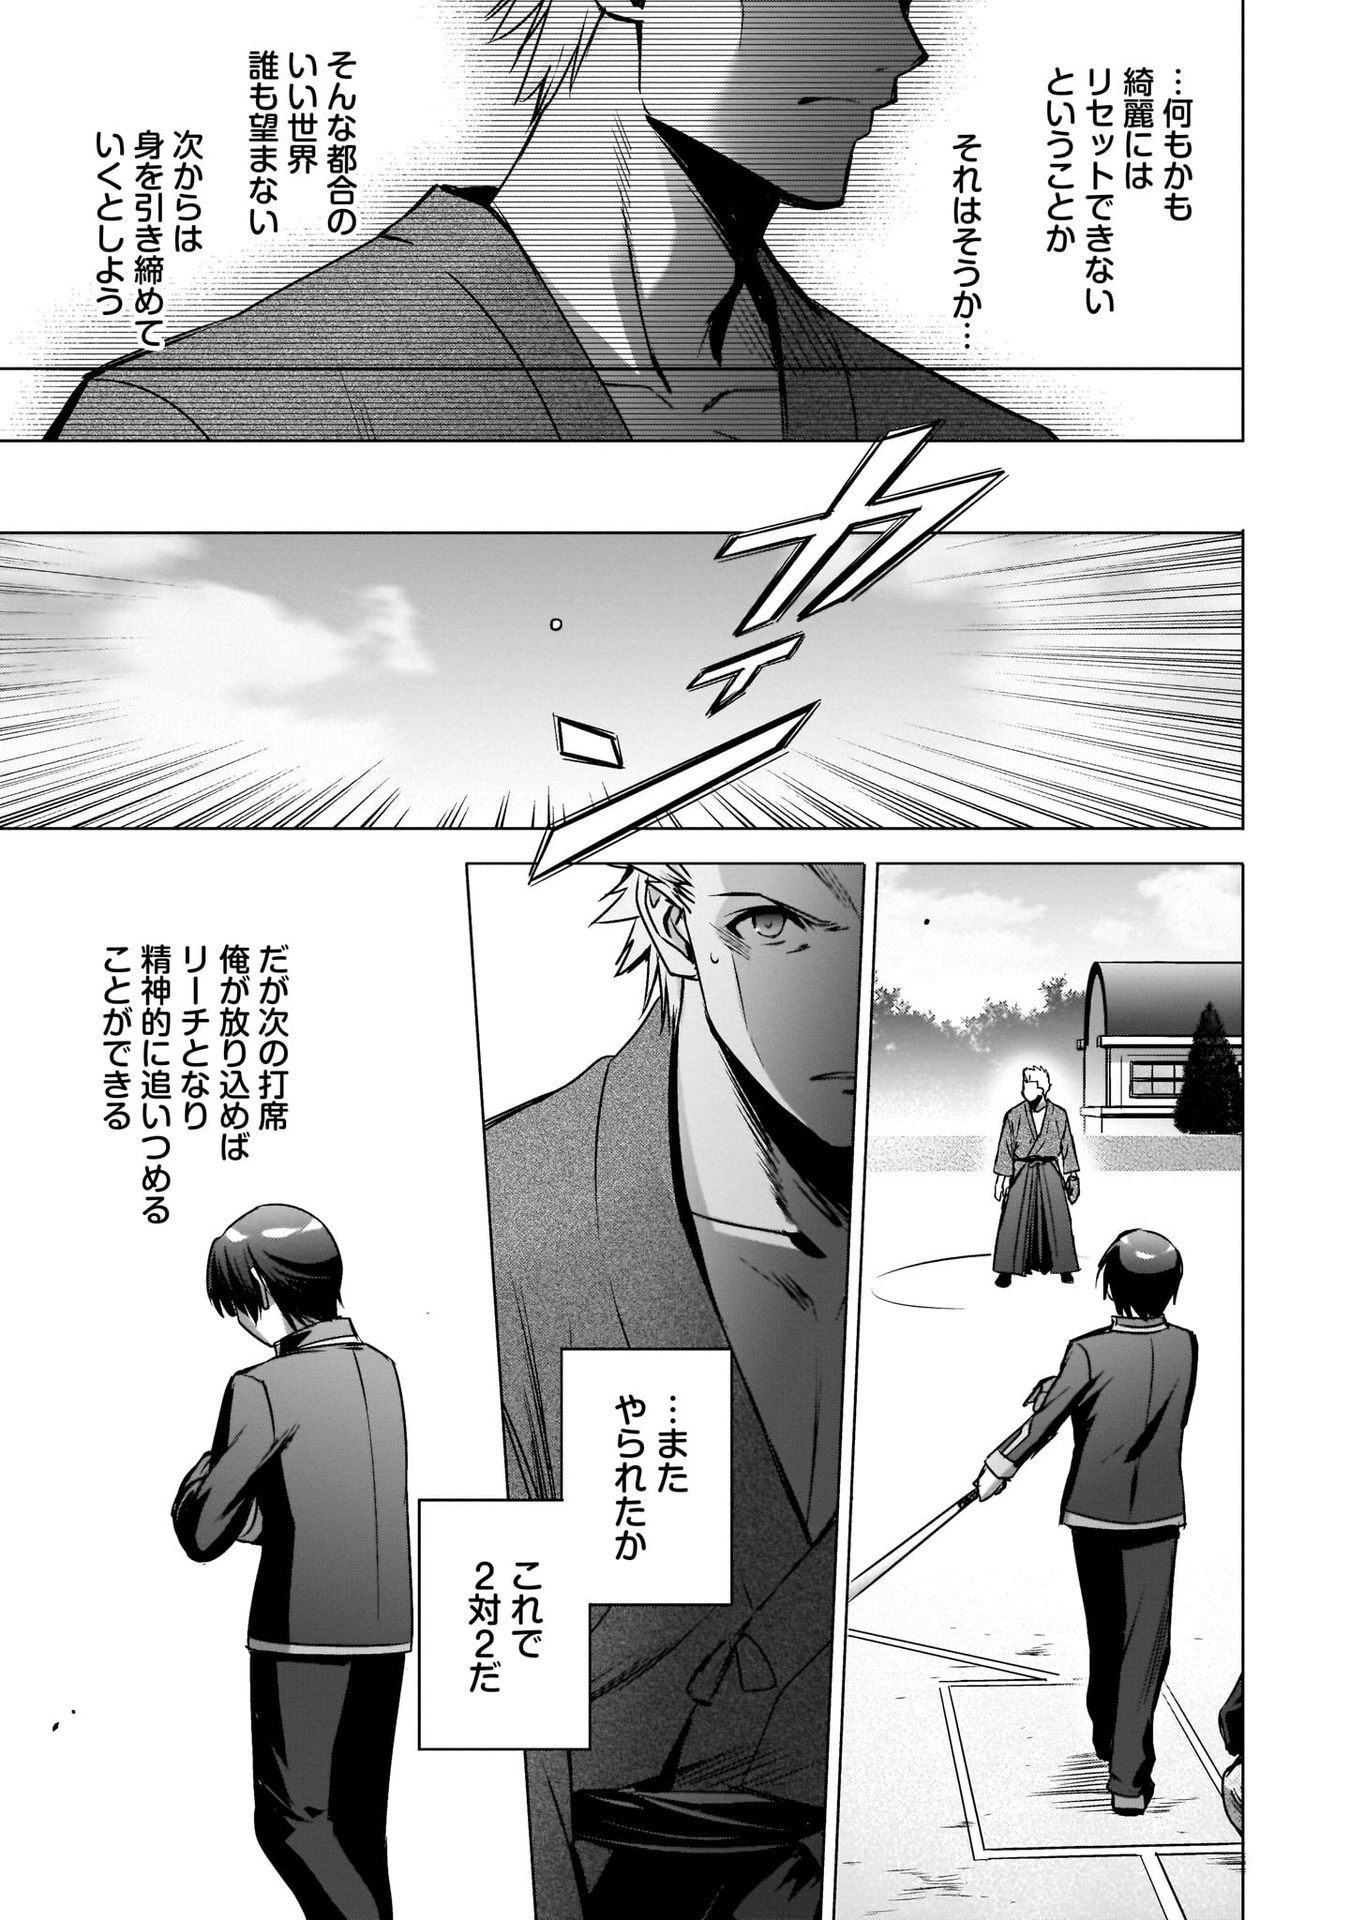 …何もかも
綺麗には
リセットできない
ということか
それはそうか…
そんな都合の
いい世界
誰も望まない
次からは
身を引き締めて
いくとしよう
カキーン
…また
やられたか
これで
2対2だ
だが次の打席
俺が放り込めば
リーチとなり
精神的に追いつめる
ことができる